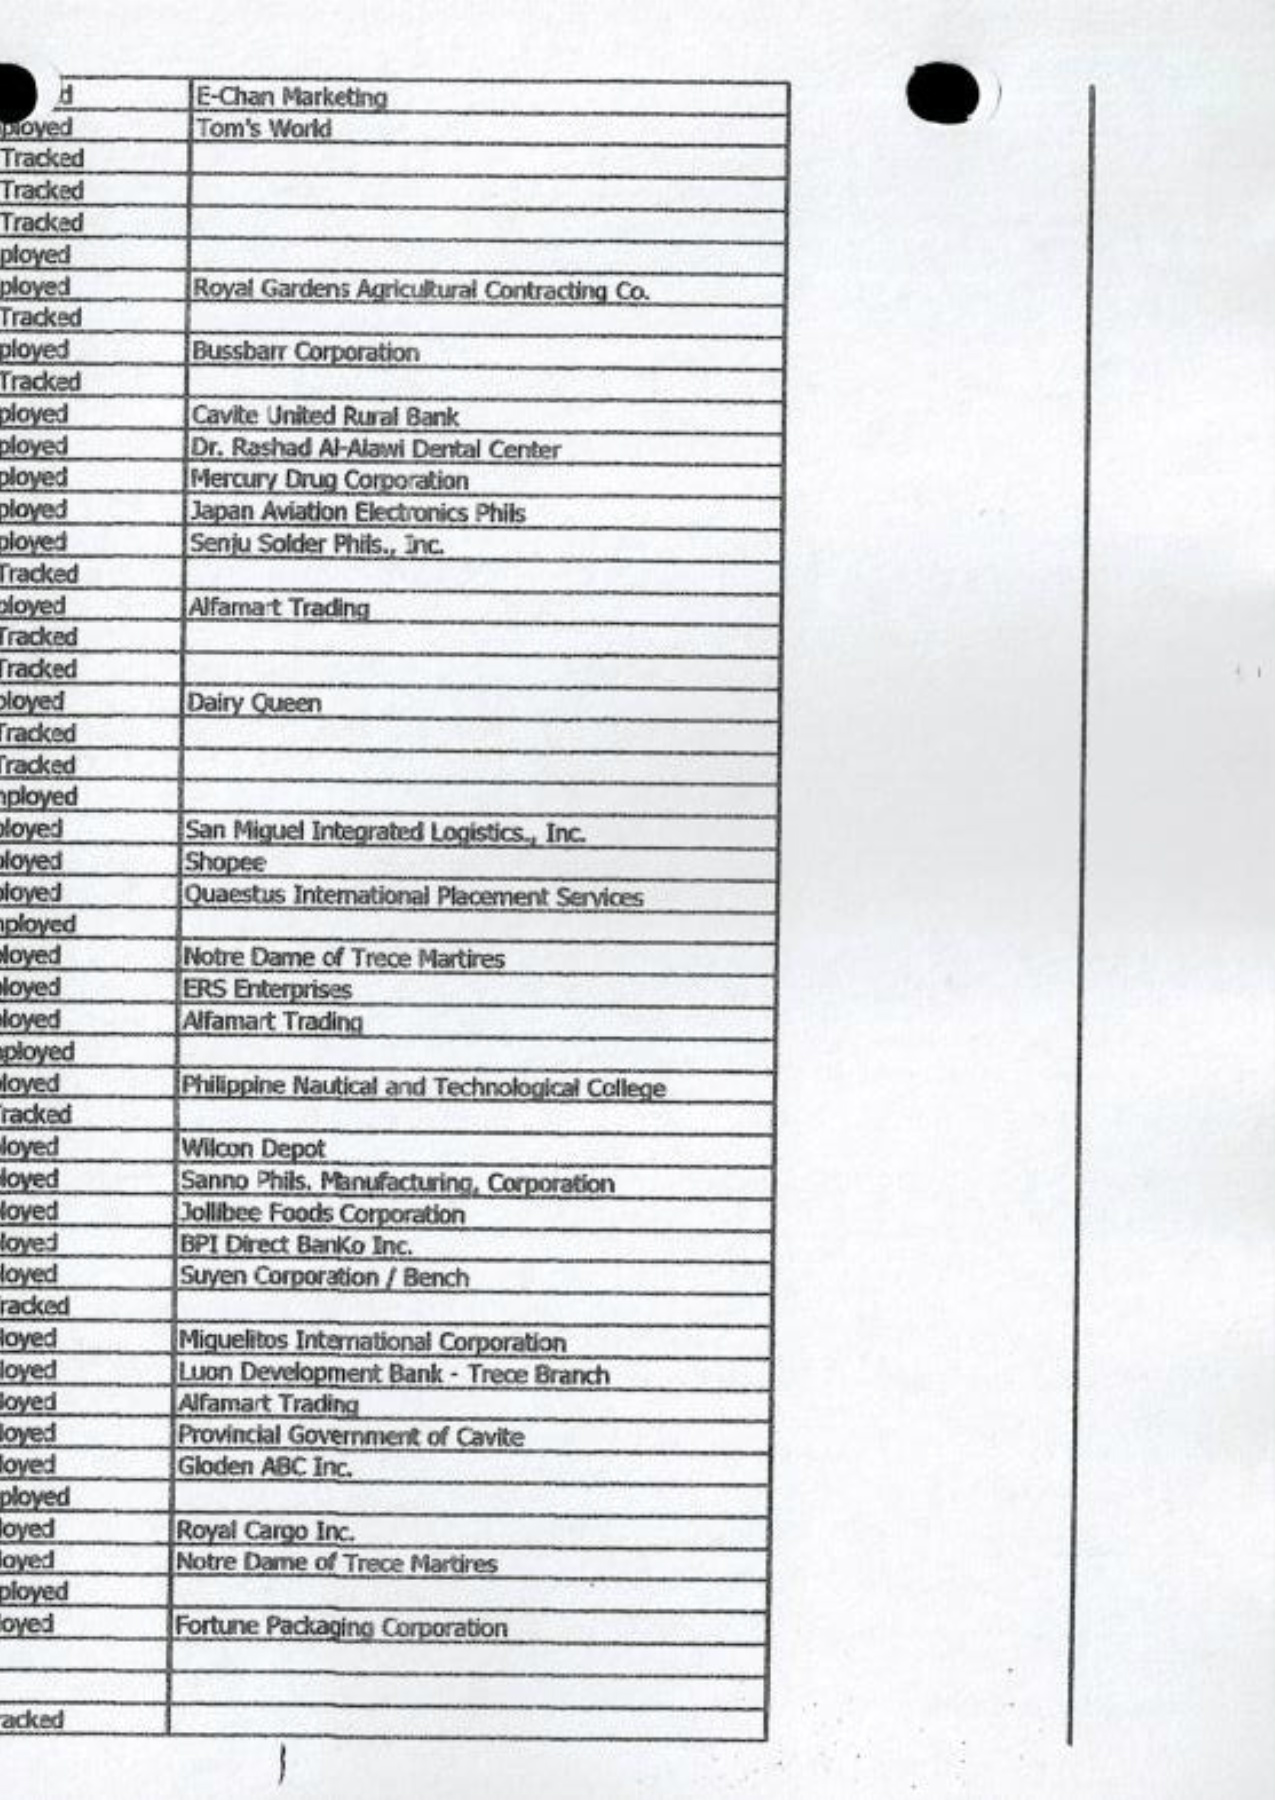 d E-Chan Marketing
ployed Tom's World
Tracked
Tracked
Tracked
ployed
ployed Royal Gardens Agricultural Contracting Co.
Tracked
ployed Bussbarr Corporation
Tracked
ployed Cavite United Rural Bank
ployed Dr. Rashad Al-Alawi Dental Center
ployed Mercury Drug Corporation
ployed Japan Aviation Electronics Phils
ployed Senju Solder Phils., Inc.
Tracked
ployed Alfamart Trading
Tracked
Tracked
ployed Dairy Queen
Tracked
Tracked
mployed
ployed San Miguel Integrated Logistics., Inc.
ployed Shopee
ployed Quaestus International Placement Services
mployed
loyed Notre Dame of Trece Martires
loyed ERS Enterprises
loyed Alfamart Trading
mployed
loyed Philippine Nautical and Technological College
racked
loyed Wilcon Depot
loyed Sanno Phils. Manufacturing, Corporation
loyed Jollibee Foods Corporation
loyed BPI Direct BanKo Inc.
loyed Suyen Corporation / Bench
racked
loyed Miguelitos International Corporation
loyed Luon Development Bank - Trece Branch
loyed Alfamart Trading
loyed Provincial Government of Cavite
loyed Gloden ABC Inc.
ployed
loyed Royal Cargo Inc.
loyed Notre Dame of Trece Martires
ployed
oyed Fortune Packaging Corporation
racked